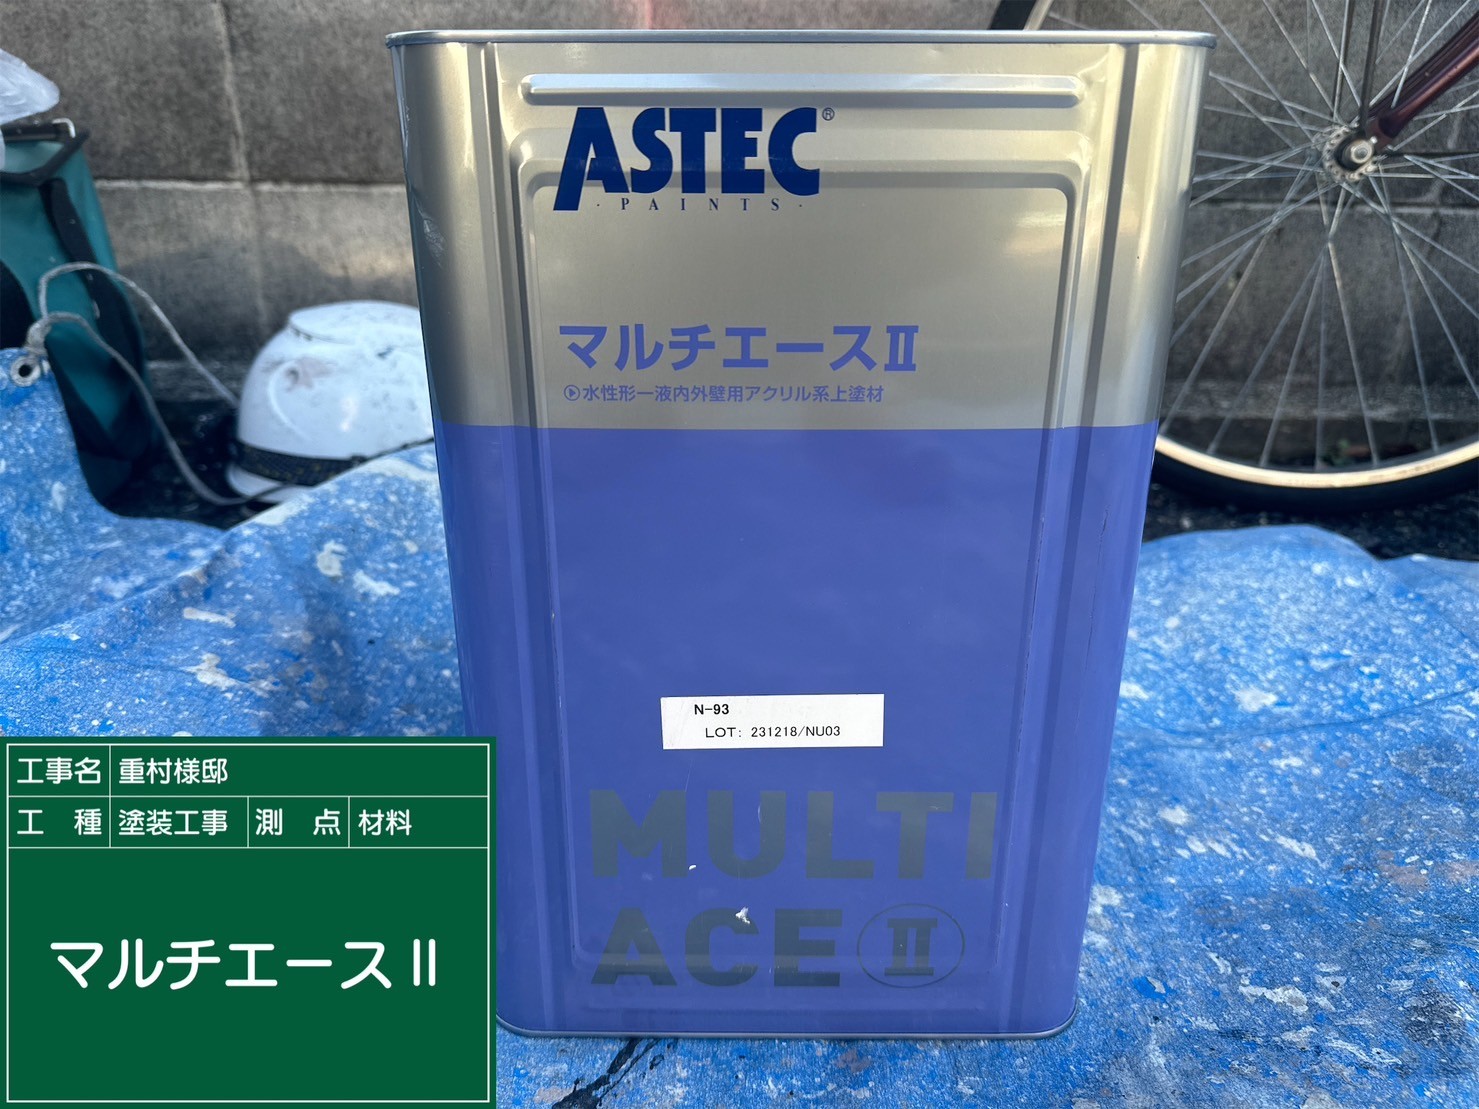 ASTEC®
· PAINTS ·
マルチエースⅡ
水性形一液内外壁用アクリル系上塗材
N-93
LOT: 231218/NU03
MULTI
ACE Ⅱ
工事名 重村様邸
工 種 塗装工事 測 点 材料
マルチエースⅡ